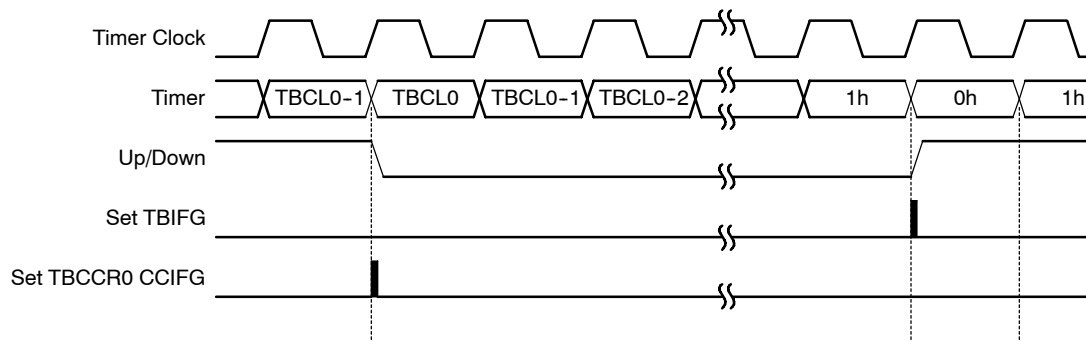 Timer Clock
Timer TBCL0-1 TBCL0 TBCL0-1 TBCL0-2 1h 0h 1h
Up/Down
Set TBIFG
Set TBCCR0 CCIFG